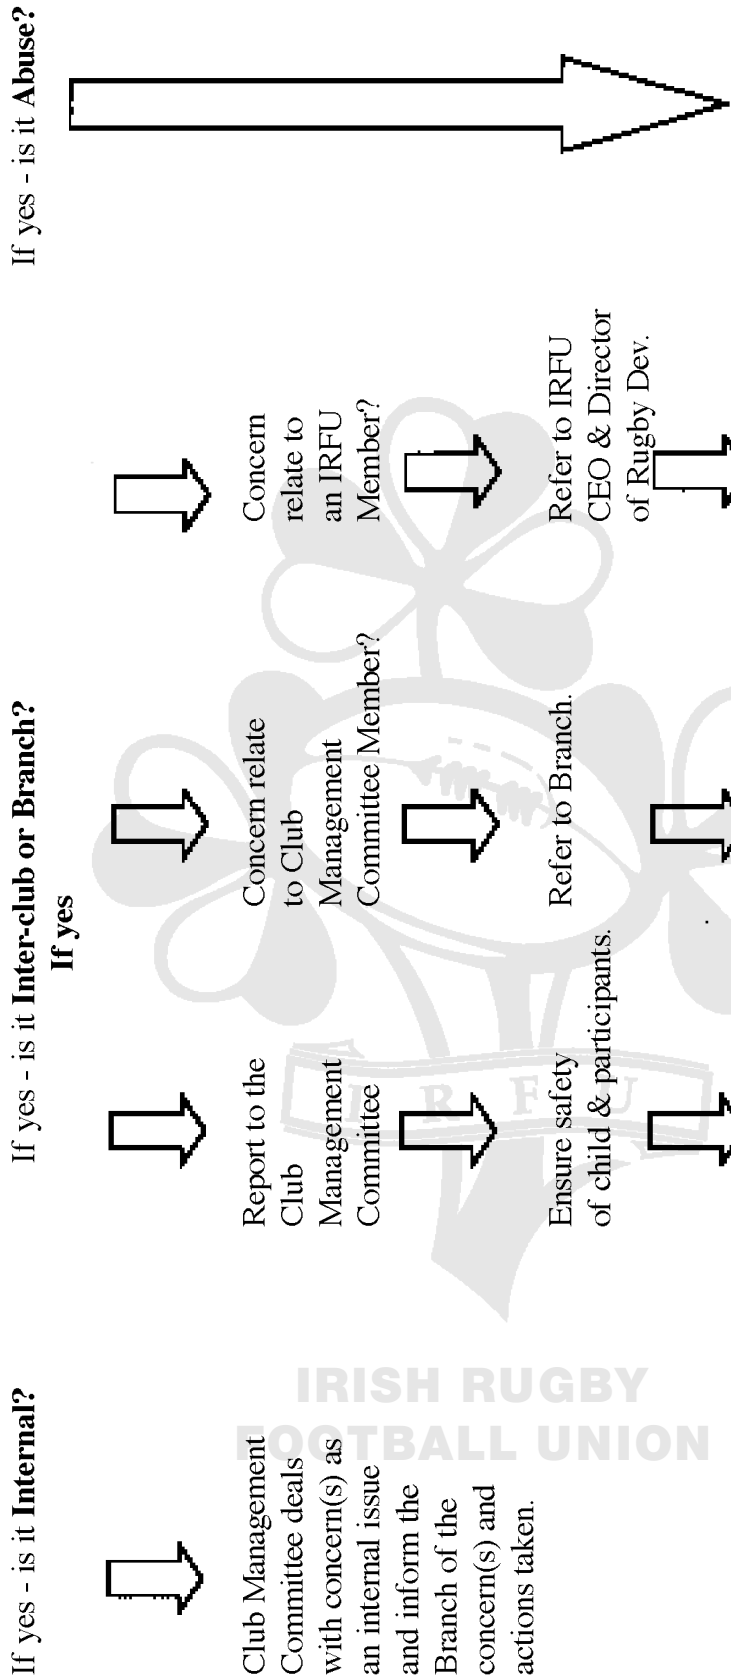 If yes - is it Internal?
Club Management
Committee deals
with concern(s) as
an internal issue
and inform the
Branch of the
concern(s) and
actions taken.
If yes - is it Inter-club or Branch?
If yes
Report to the
Club
Management
Committee
Ensure safety
of child & participants.
Concern relate
to Club
Management
Committee Member?
Refer to Branch.
Concern
relate to
an IRFU
Member?
Refer to IRFU
CEO & Director
of Rugby Dev.
If yes - is it Abuse?
I R F U
IRISH RUGBY
FOOTBALL UNION